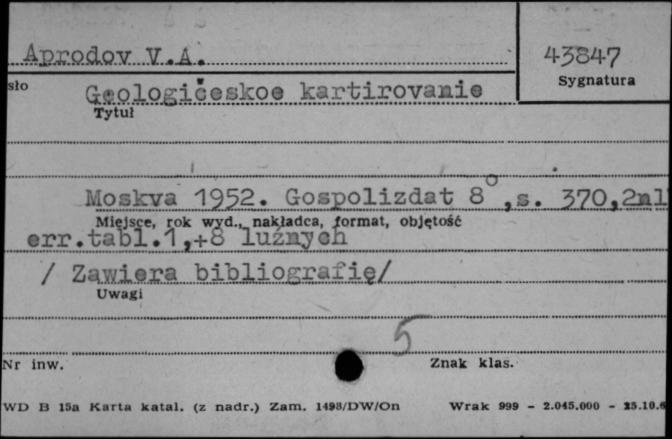 Aprodov V.A.
43847
Sygnatura
sło
Geologičeskoe kartirovanie
Tytuł
Moskva 1952. Gospolizdat 8°, s. 370,2nl
Miejsce, rok wyd., nakładca, format, objętość
err.tabl.1,+8 luźnych
/ Zawiera bibliografię/
Uwagi
5
Nr inw.
Znak klas.
WD B 15a Karta katal. (z nadr.) Zam. 1498/DW/On Wrak 999 - 2.045.000 - 25.10.6